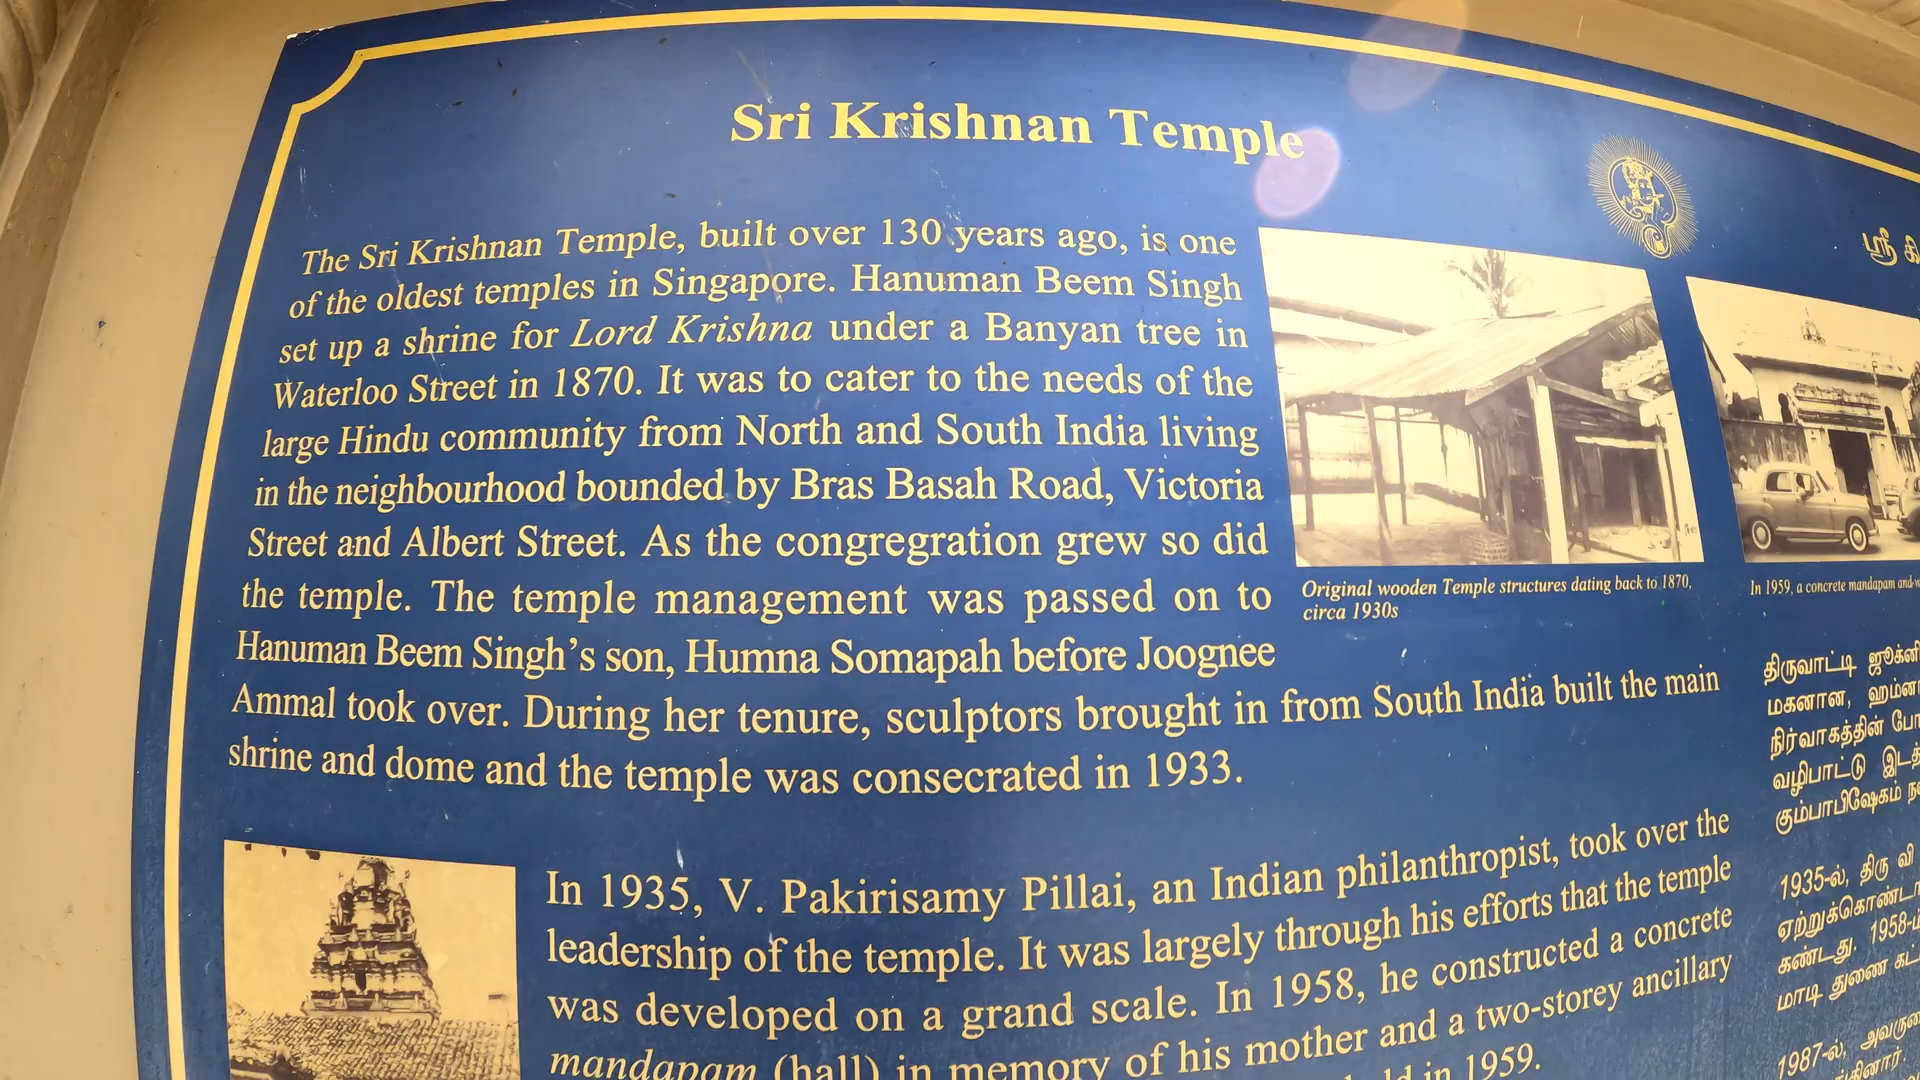 Sri Krishnan Temple
The Sri Krishnan Temple, built over 130 years ago, is one
of the oldest temples in Singapore. Hanuman Beem Singh
set up a shrine for Lord Krishna under a Banyan tree in
Waterloo Street in 1870. It was to cater to the needs of the
large Hindu community from North and South India living
in the neighbourhood bounded by Bras Basah Road, Victoria
Street and Albert Street. As the congregration grew so did
the temple. The temple management was passed on to
Hanuman Beem Singh's son, Humna Somapah before Joognee
Ammal took over. During her tenure, sculptors brought in from South India built the main
shrine and dome and the temple was consecrated in 1933.
Original wooden Temple structures dating back to 1870,
circa 1930s
In 1959, a concrete mandapam and
In 1935, V. Pakirisamy Pillai, an Indian philanthropist, took over the
leadership of the temple. It was largely through his efforts that the temple
was developed on a grand scale. In 1958, he constructed a concrete
mandapam (hall) in memory of his mother and a two-storey ancillary
in 1959.
ஸ்ரீ கி
திருவாட்டி ஜூக்னி
மகனான, ஹம்னா
நிர்வாகத்தின் போ
வழிபாட்டு இடத்
கும்பாபிஷேகம் ந
1935-ல், திரு வி
ஏற்றுக்கொண்டா
கண்டது. 1958-ம்
மாடி துணை கட்
1987-ல், அவருடை